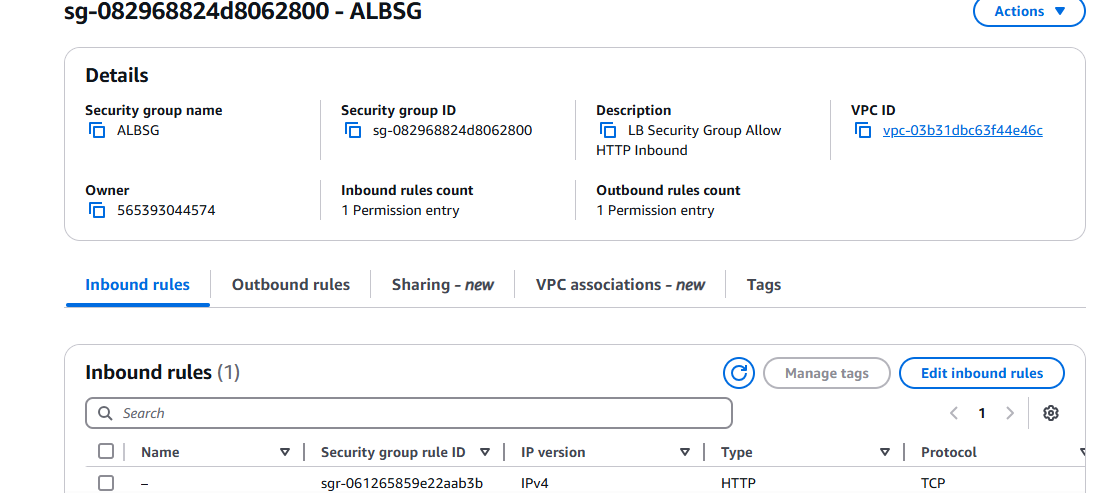 sg-082968824d8062800 - ALBSG
Actions
Details
Security group name
ALBSG
Security group ID
sg-082968824d8062800
Description
LB Security Group Allow
HTTP Inbound
VPC ID
vpc-03b31dbc63f44e46c
Owner
565393044574
Inbound rules count
1 Permission entry
Outbound rules count
1 Permission entry
Inbound rules Outbound rules Sharing - new VPC associations - new Tags
Inbound rules (1)
Manage tags
Edit inbound rules
Search
1
Name Security group rule ID IP version Type Protocol
– sgr-061265859e22aab3b IPv4 HTTP TCP